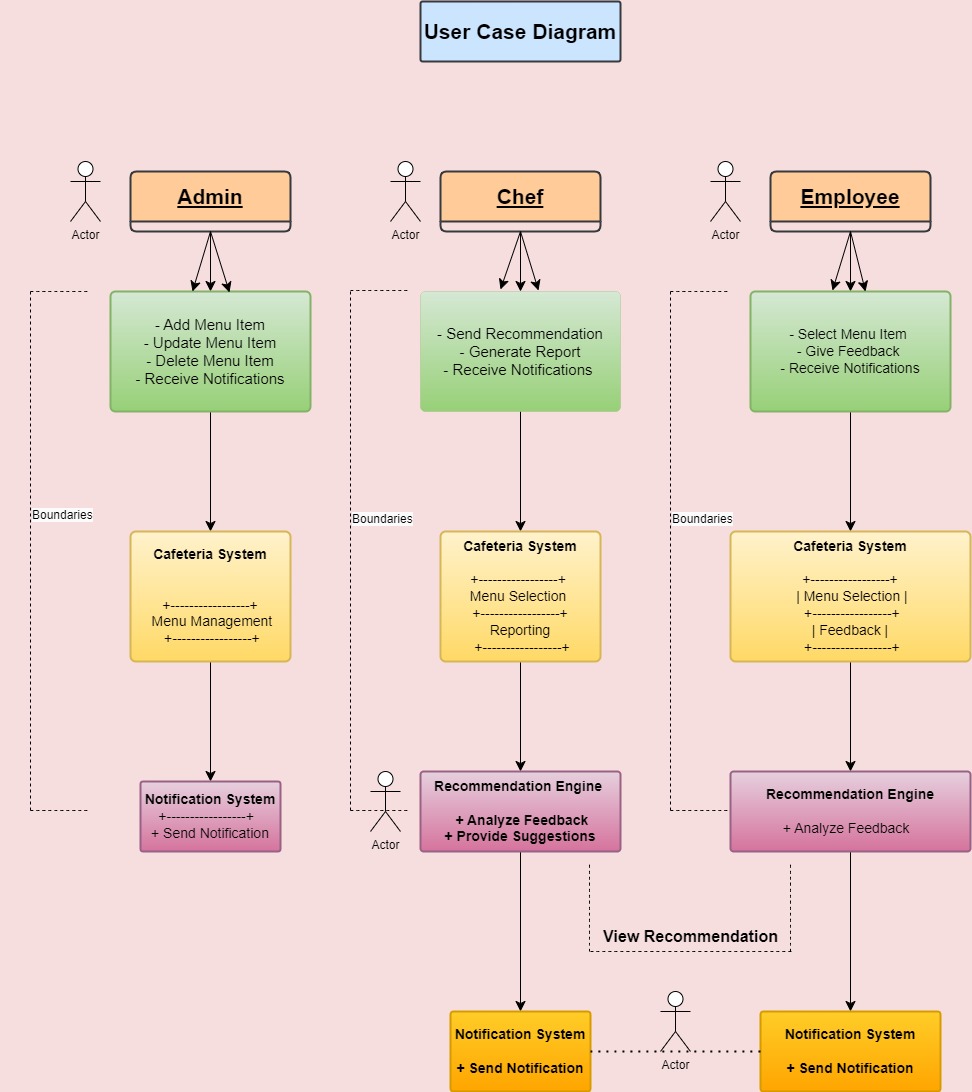 User Case Diagram
Actor
Admin
Actor
Chef
Actor
Employee
- Add Menu Item
- Update Menu Item
- Delete Menu Item
- Receive Notifications
- Send Recommendation
- Generate Report
- Receive Notifications
- Select Menu Item
- Give Feedback
- Receive Notifications
Boundaries
Boundaries
Boundaries
Cafeteria System
+-----------------+
Menu Management
+-----------------+
Cafeteria System
+-----------------+
Menu Selection
+-----------------+
Reporting
+-----------------+
Cafeteria System
+-----------------+
| Menu Selection |
+-----------------+
| Feedback |
+-----------------+
Notification System
+-----------------+
+ Send Notification
Actor
Recommendation Engine
+ Analyze Feedback
+ Provide Suggestions
Recommendation Engine
+ Analyze Feedback
View Recommendation
Notification System
+ Send Notification
Actor
Notification System
+ Send Notification